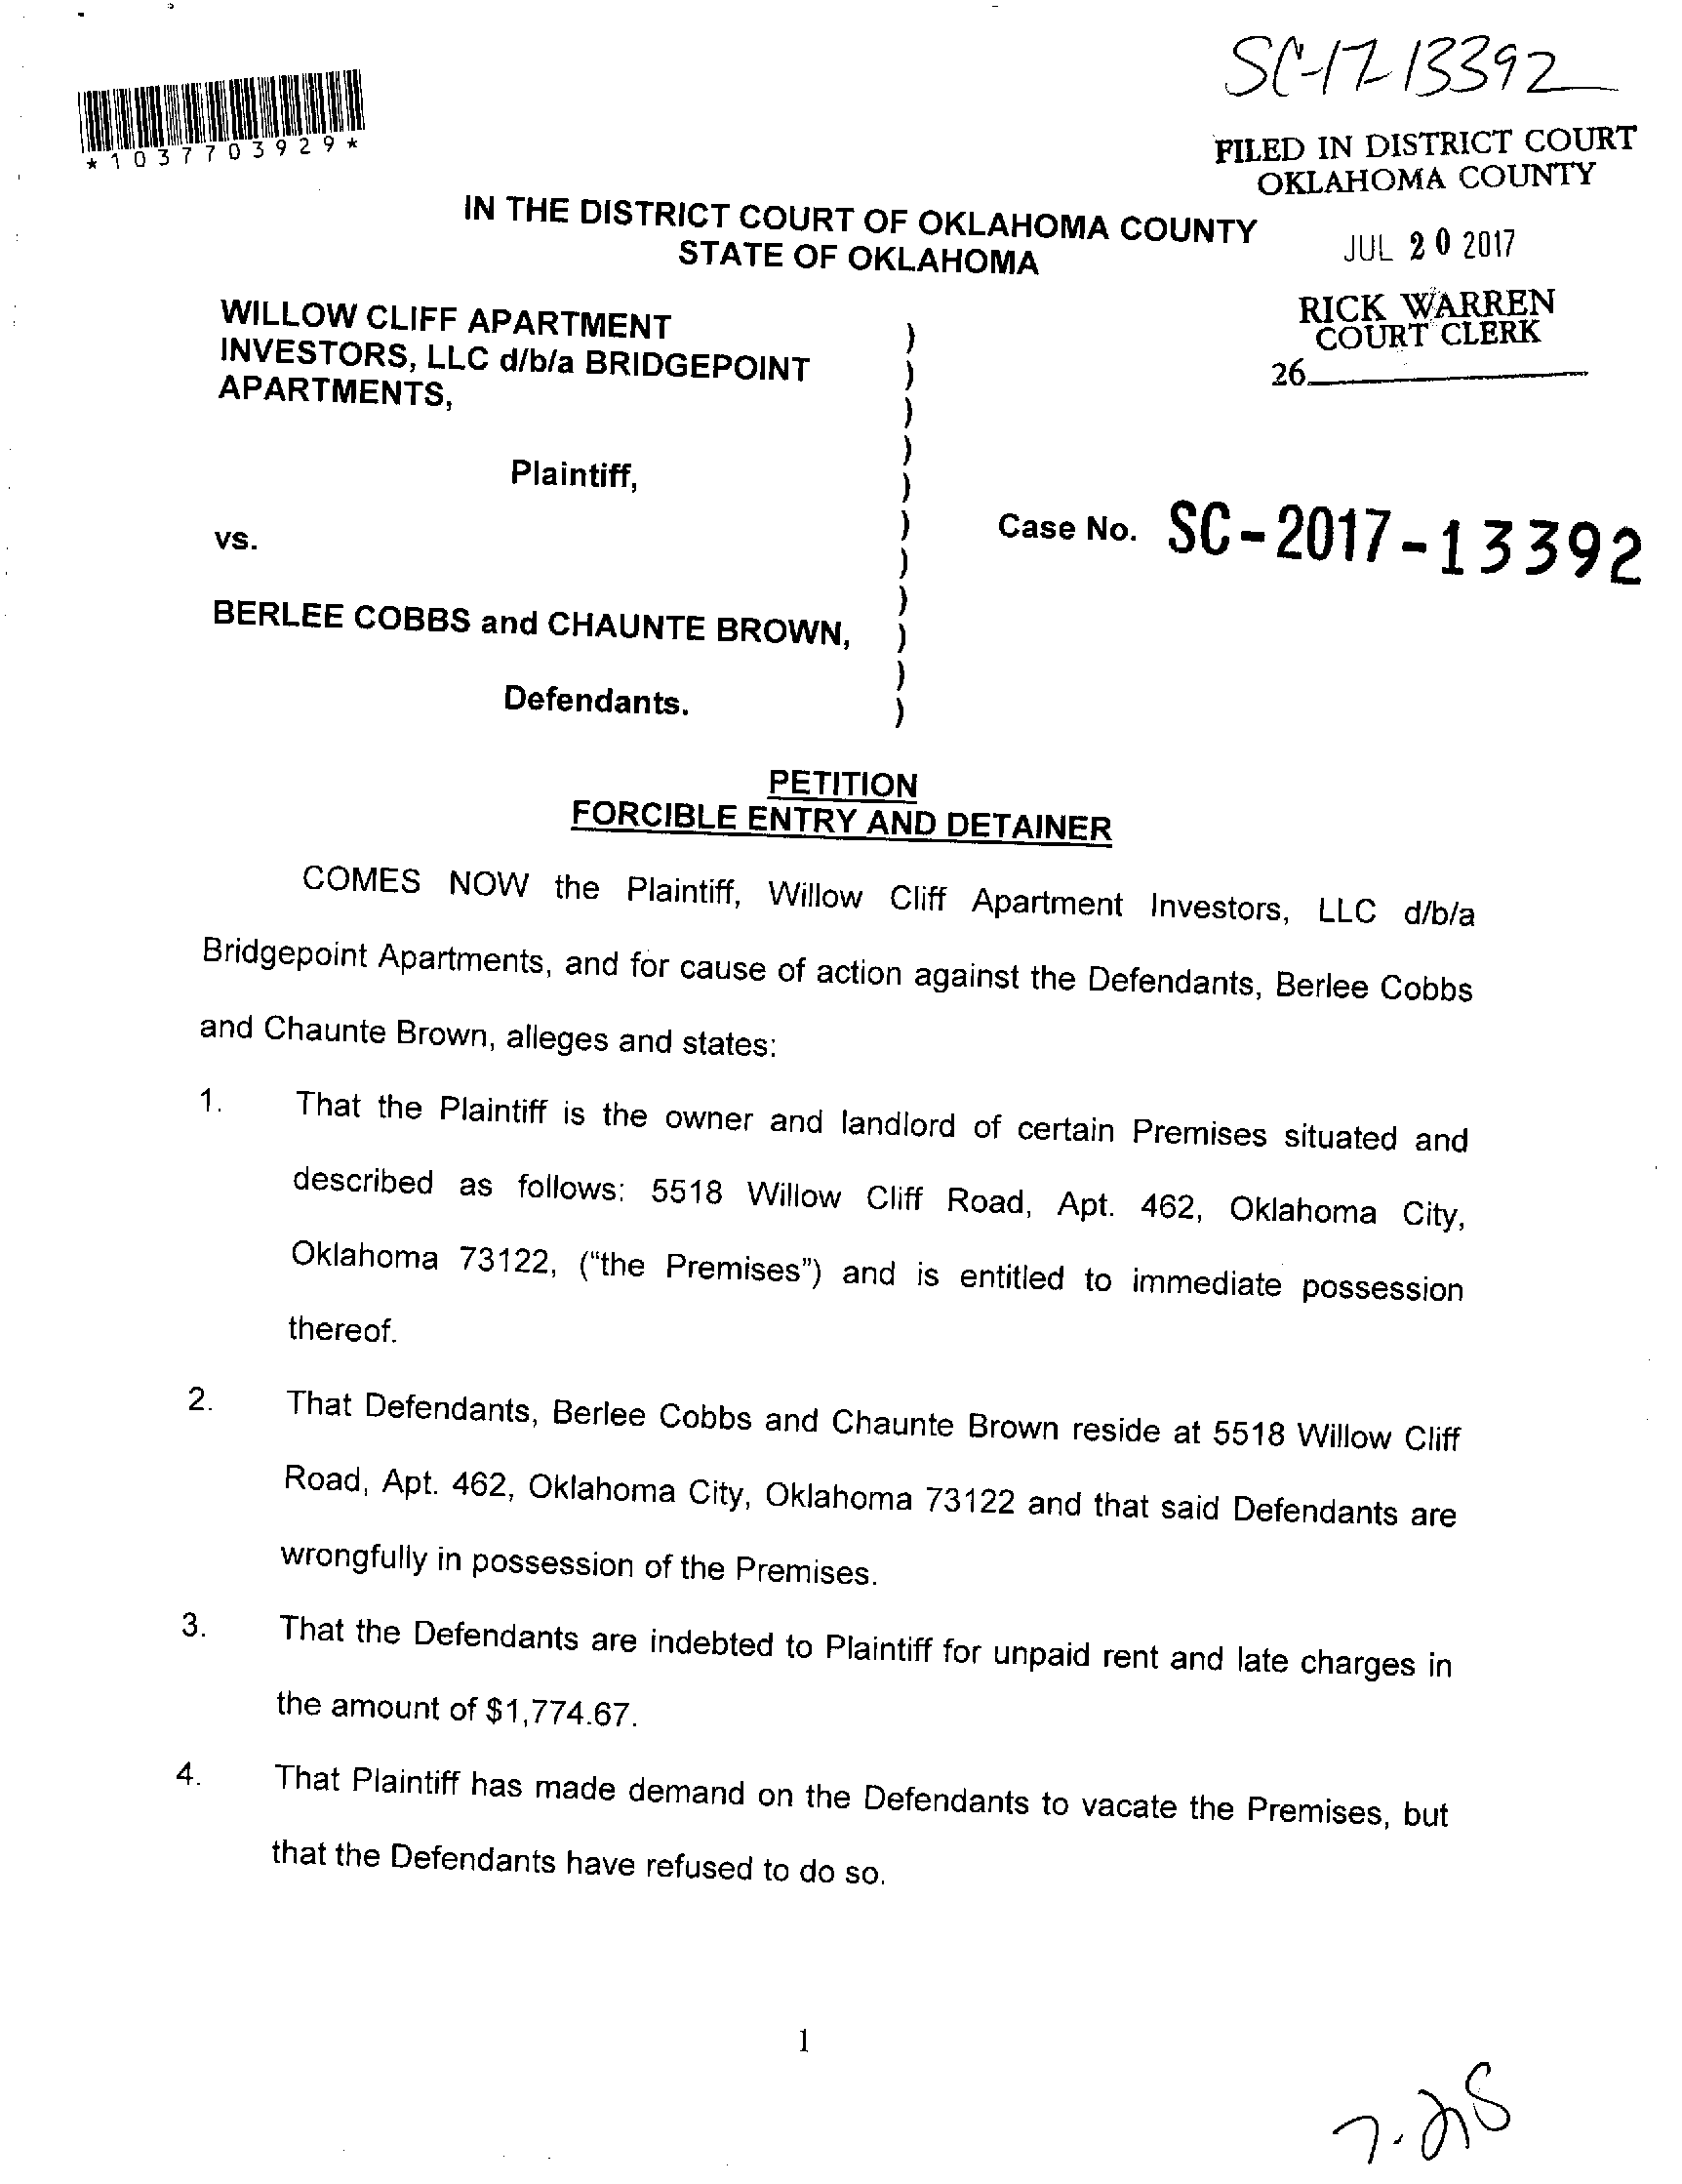 SC-17-13392
*1037703929*
FILED IN DISTRICT COURT
OKLAHOMA COUNTY
IN THE DISTRICT COURT OF OKLAHOMA COUNTY
STATE OF OKLAHOMA
JUL 20 2017
RICK WARREN
COURT CLERK
26
WILLOW CLIFF APARTMENT )
INVESTORS, LLC d/b/a BRIDGEPOINT )
APARTMENTS, )
)
Plaintiff, )
)
vs. )
)
BERLEE COBBS and CHAUNTE BROWN, )
)
Defendants. )
Case No. SC-2017-13392
PETITION
FORCIBLE ENTRY AND DETAINER
COMES NOW the Plaintiff, Willow Cliff Apartment Investors, LLC d/b/a
Bridgepoint Apartments, and for cause of action against the Defendants, Berlee Cobbs
and Chaunte Brown, alleges and states:
1. That the Plaintiff is the owner and landlord of certain Premises situated and
described as follows: 5518 Willow Cliff Road, Apt. 462, Oklahoma City,
Oklahoma 73122, ("the Premises") and is entitled to immediate possession
thereof.
2. That Defendants, Berlee Cobbs and Chaunte Brown reside at 5518 Willow Cliff
Road, Apt. 462, Oklahoma City, Oklahoma 73122 and that said Defendants are
wrongfully in possession of the Premises.
3. That the Defendants are indebted to Plaintiff for unpaid rent and late charges in
the amount of $1,774.67.
4. That Plaintiff has made demand on the Defendants to vacate the Premises, but
that the Defendants have refused to do so.
1